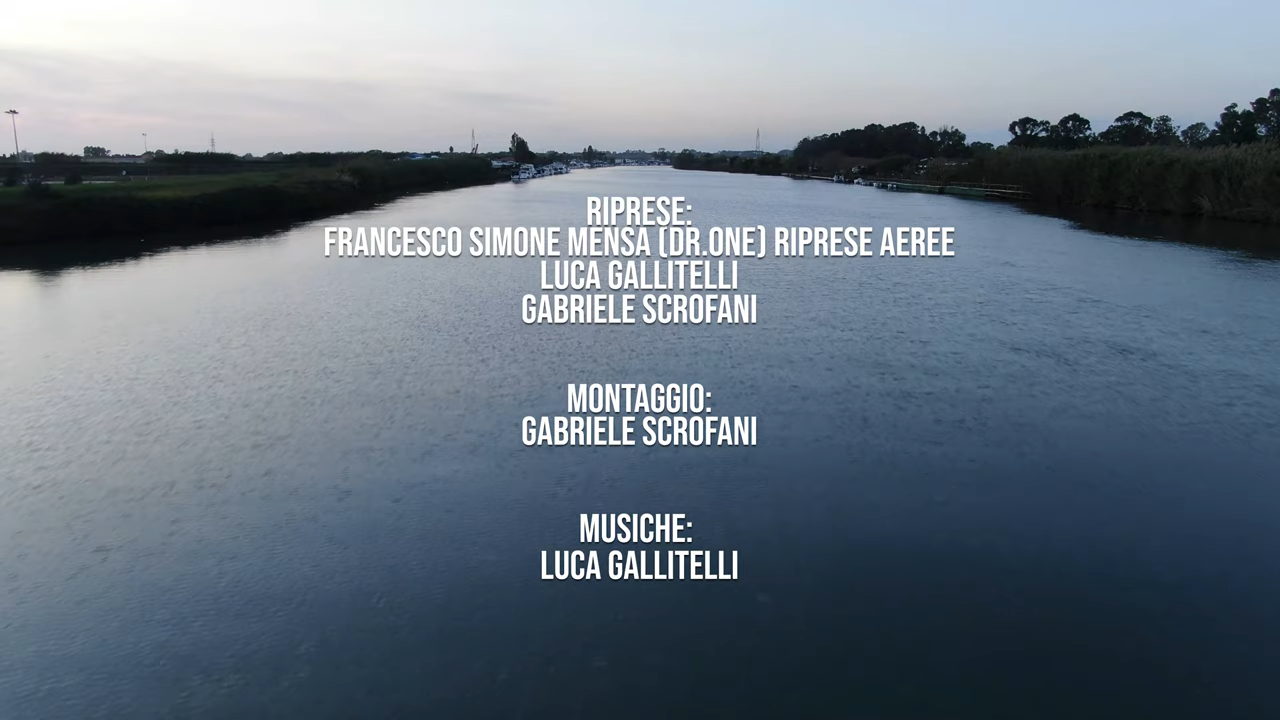 RIPRESE:
FRANCESCO SIMONE MENSA (DR.ONE) RIPRESE AEREE
LUCA GALLITELLI
GABRIELE SCROFANI
MONTAGGIO:
GABRIELE SCROFANI
MUSICHE:
LUCA GALLITELLI